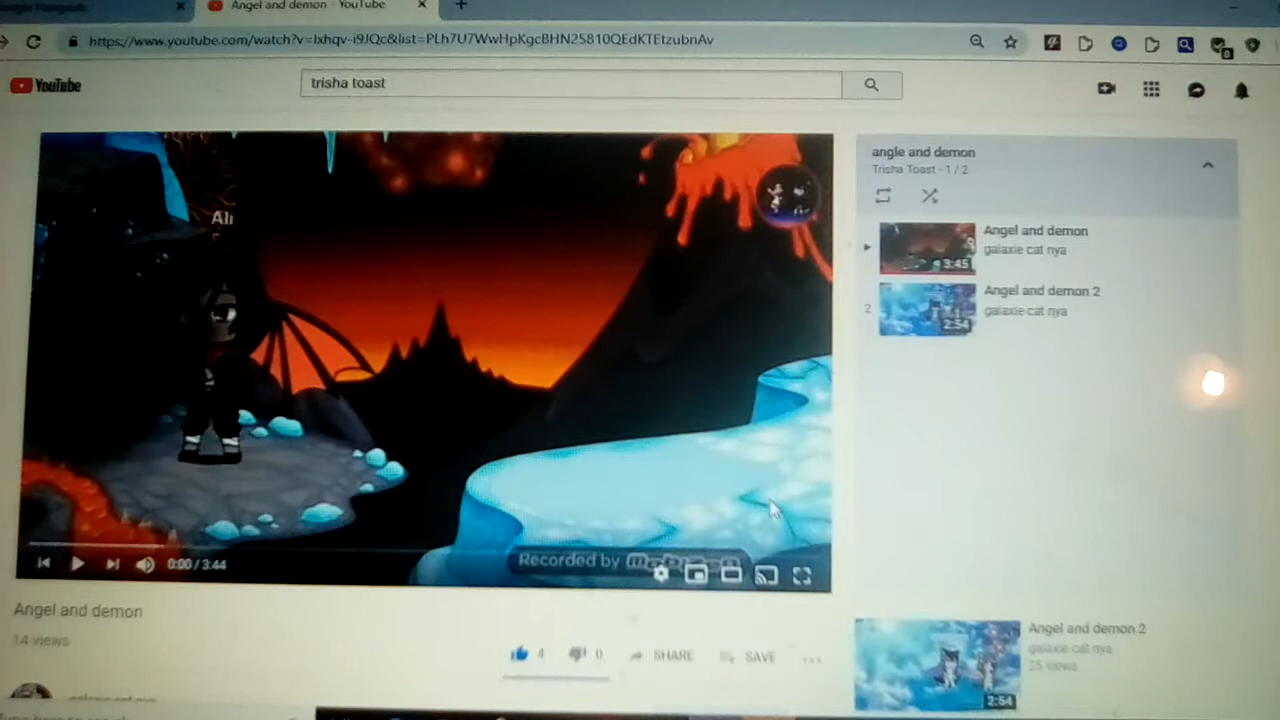 Angel and demon - YouTube
https://www.youtube.com/watch?v=Ixhqv-i9JQc&list=PLh7U7WwHpKgcBHN25810QEdKTEtzubnAv
YouTube
trisha toast
angle and demon
Trisha Toast - 1 / 2
Ali
Angel and demon
galaxie cat nya
3:45
2
Angel and demon 2
galaxie cat nya
2:54
Recorded by
0:00 / 3:44
Angel and demon
14 views
4
0
SHARE
SAVE
Angel and demon 2
galaxie cat nya
25 views
2:54